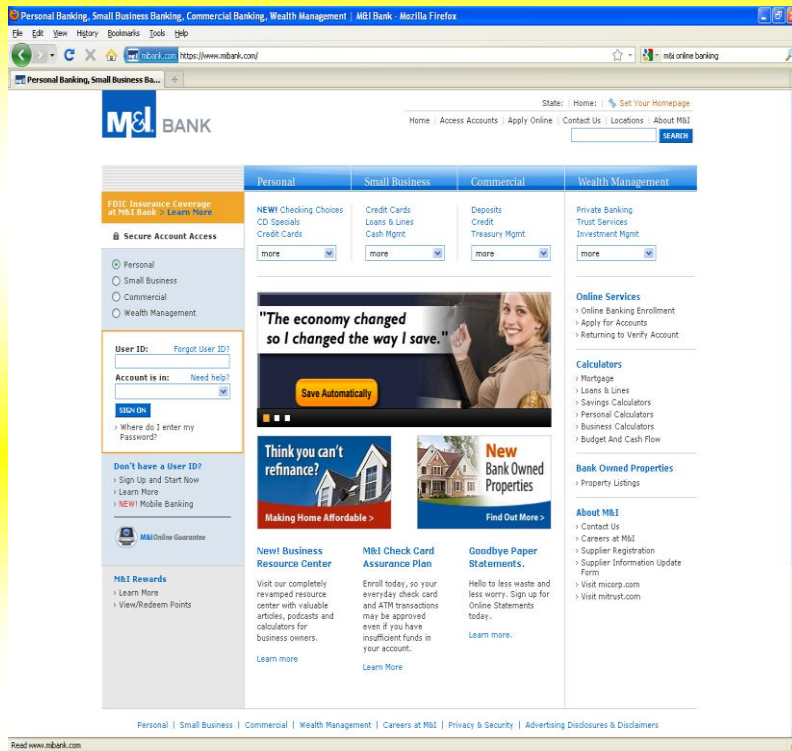 Personal Banking, Small Business Banking, Commercial Banking, Wealth Management | M&I Bank - Mozilla Firefox
File Edit View History Bookmarks Tools Help
mibank.com https://www.mibank.com/
m&i online banking
Personal Banking, Small Business Ba...
M&I BANK
State: | Home: | Set Your Homepage
Home | Access Accounts | Apply Online | Contact Us | Locations | About M&I
SEARCH
Personal
Small Business
Commercial
Wealth Management
FDIC Insurance Coverage
at M&I Bank > Learn More
Secure Account Access
Personal
Small Business
Commercial
Wealth Management
User ID: Forgot User ID?
Account is in: Need help?
SIGN ON
> Where do I enter my
Password?
Don't have a User ID?
> Sign Up and Start Now
> Learn More
> NEW! Mobile Banking
M&I Online Guarantee
M&I Rewards
> Learn More
> View/Redeem Points
NEW! Checking Choices
CD Specials
Credit Cards
more
Credit Cards
Loans & Lines
Cash Mgmt
more
Deposits
Credit
Treasury Mgmt
more
Private Banking
Trust Services
Investment Mgmt
more
"The economy changed
so I changed the way I save."
Save Automatically
Think you can't
refinance?
Making Home Affordable >
New
Bank Owned
Properties
Find Out More >
New! Business
Resource Center
Visit our completely
revamped resource
center with valuable
articles, podcasts and
calculators for
business owners.
Learn more
M&I Check Card
Assurance Plan
Enroll today, so your
everyday check card
and ATM transactions
may be approved
even if you have
insufficient funds in
your account.
Learn More
Goodbye Paper
Statements.
Hello to less waste and
less worry. Sign up for
Online Statements
today.
Learn more.
Online Services
> Online Banking Enrollment
> Apply for Accounts
> Returning to Verify Account
Calculators
> Mortgage
> Loans & Lines
> Savings Calculators
> Personal Calculators
> Business Calculators
> Budget And Cash Flow
Bank Owned Properties
> Property Listings
About M&I
> Contact Us
> Careers at M&I
> Supplier Registration
> Supplier Information Update
Form
> Visit micorp.com
> Visit mitrust.com
Personal | Small Business | Commercial | Wealth Management | Careers at M&I | Privacy & Security | Advertising Disclosures & Disclaimers
Read www.mibank.com